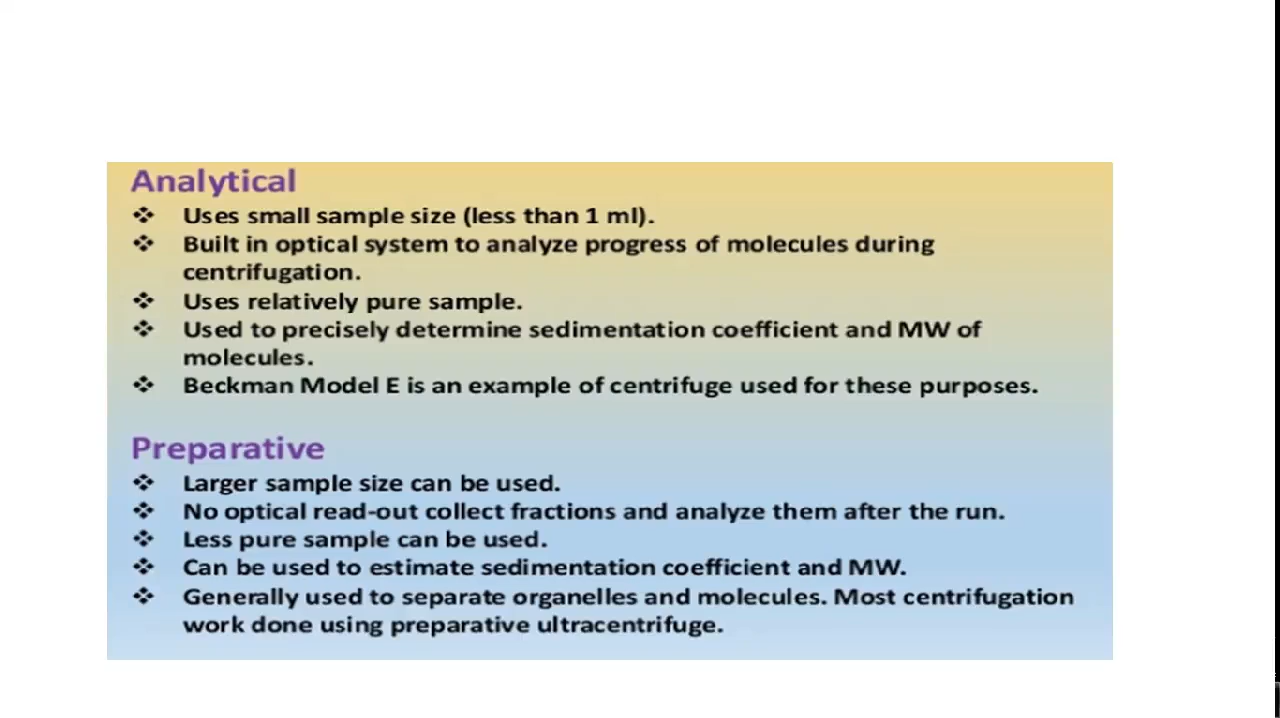 Analytical
❖ Uses small sample size (less than 1 ml).
❖ Built in optical system to analyze progress of molecules during
centrifugation.
❖ Uses relatively pure sample.
❖ Used to precisely determine sedimentation coefficient and MW of
molecules.
❖ Beckman Model E is an example of centrifuge used for these purposes.
Preparative
❖ Larger sample size can be used.
❖ No optical read-out collect fractions and analyze them after the run.
❖ Less pure sample can be used.
❖ Can be used to estimate sedimentation coefficient and MW.
❖ Generally used to separate organelles and molecules. Most centrifugation
work done using preparative ultracentrifuge.